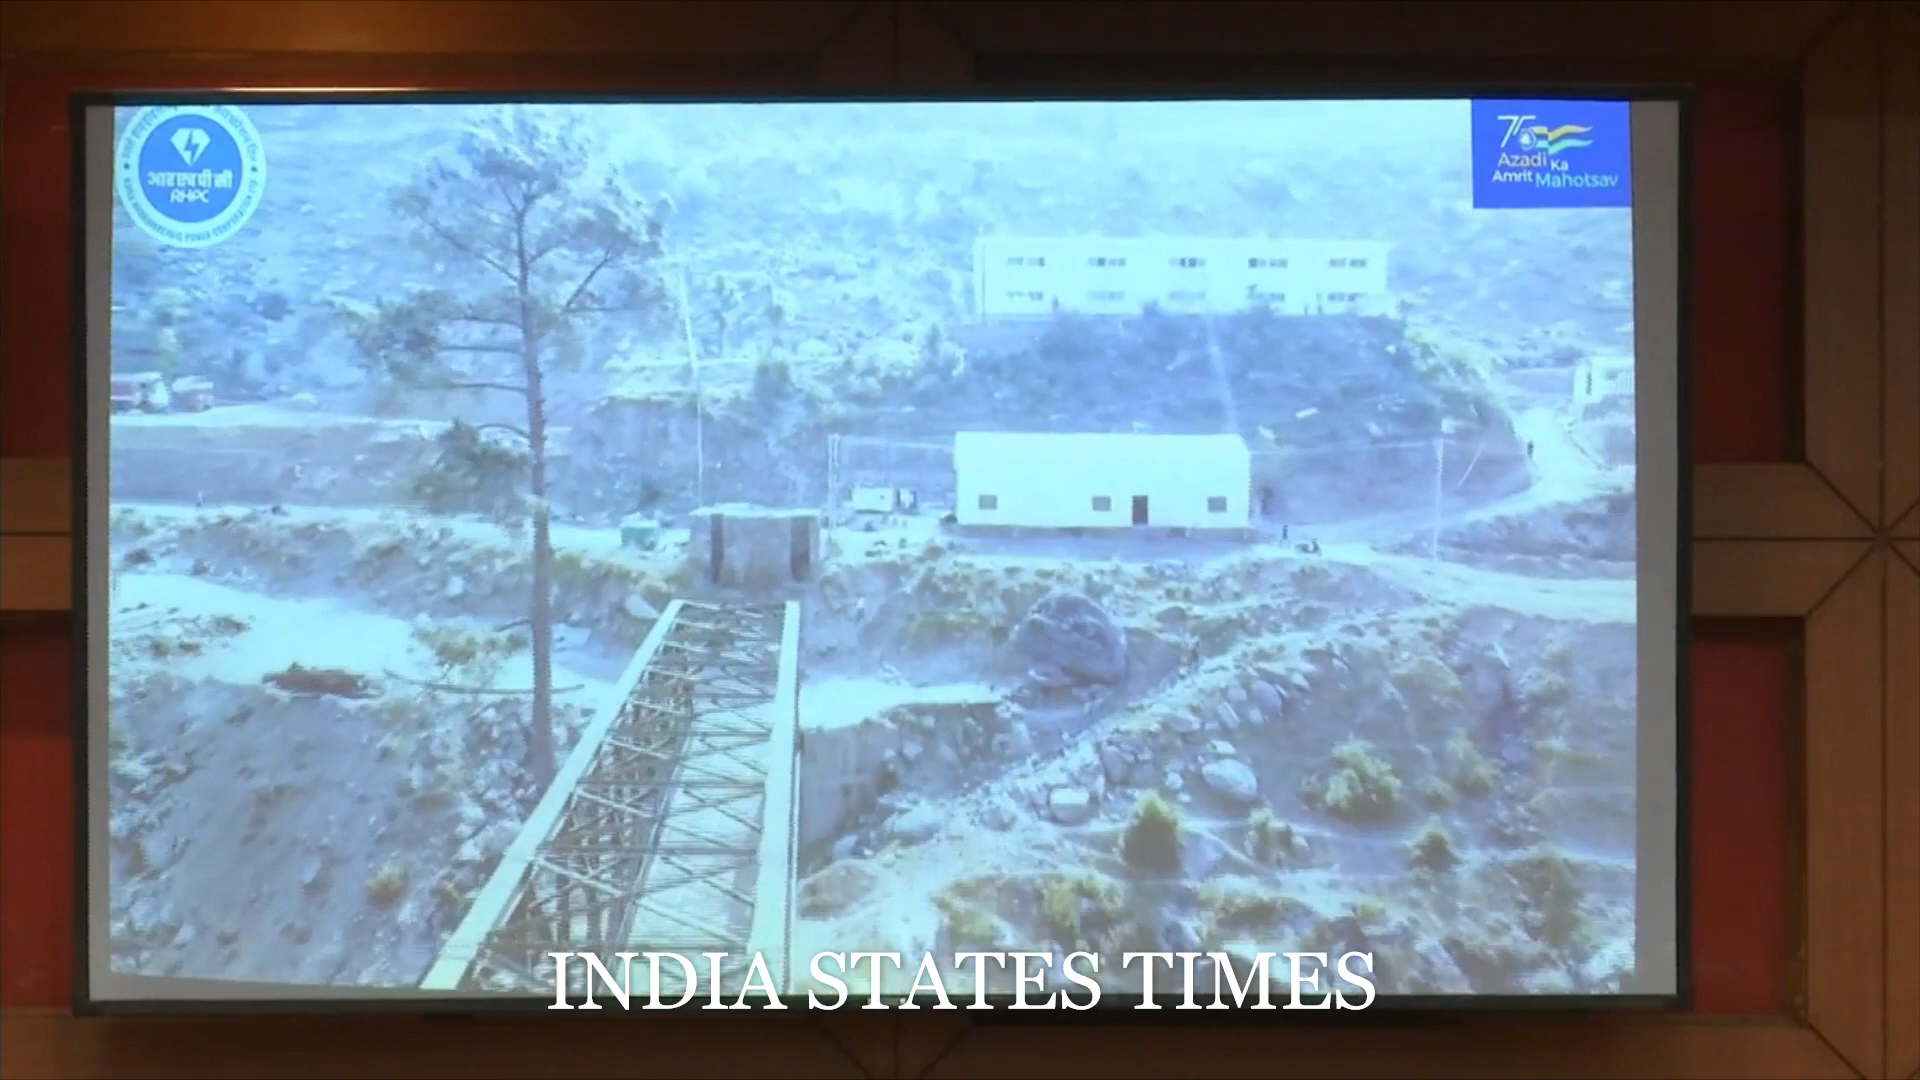 आरएचपीसी
RHPC
75
Azadi Ka
Amrit Mahotsav
INDIA STATES TIMES